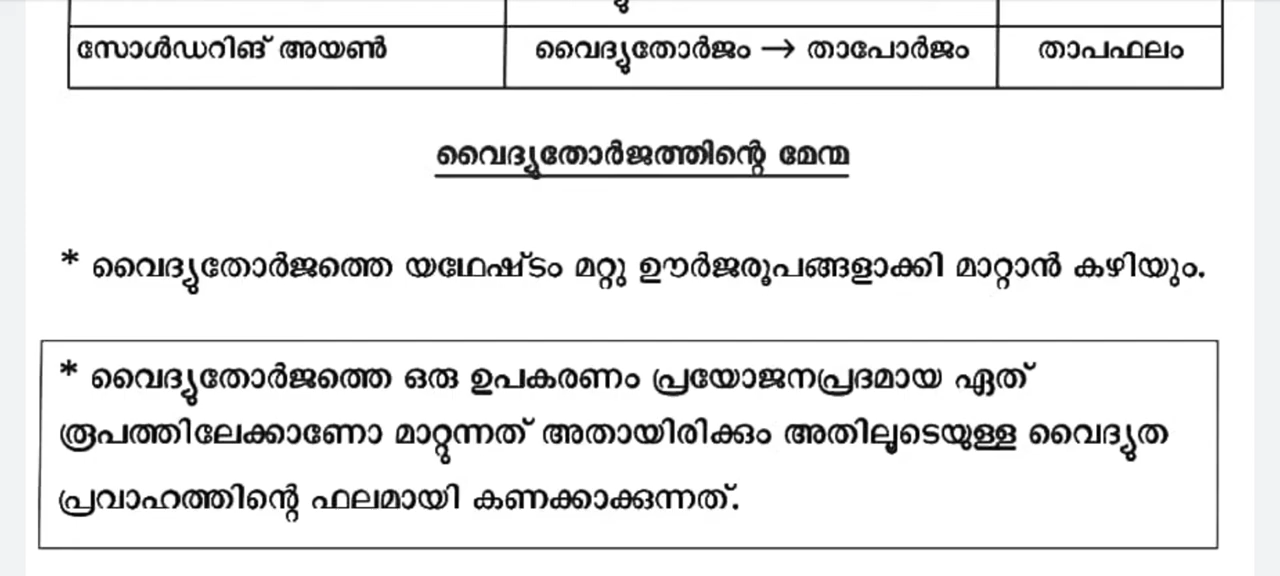 സോൾഡറിങ് അയൺ വൈദ്യുതോർജം → താപോർജം താപഫലം
വൈദ്യുതോർജത്തിന്റെ മേന്മ
* വൈദ്യുതോർജത്തെ യഥേഷ്ടം മറ്റു ഊർജരൂപങ്ങളാക്കി മാറ്റാൻ കഴിയും.
* വൈദ്യുതോർജത്തെ ഒരു ഉപകരണം പ്രയോജനപ്രദമായ ഏത്
രൂപത്തിലേക്കാണോ മാറ്റുന്നത് അതായിരിക്കും അതിലൂടെയുള്ള വൈദ്യുത
പ്രവാഹത്തിന്റെ ഫലമായി കണക്കാക്കുന്നത്.